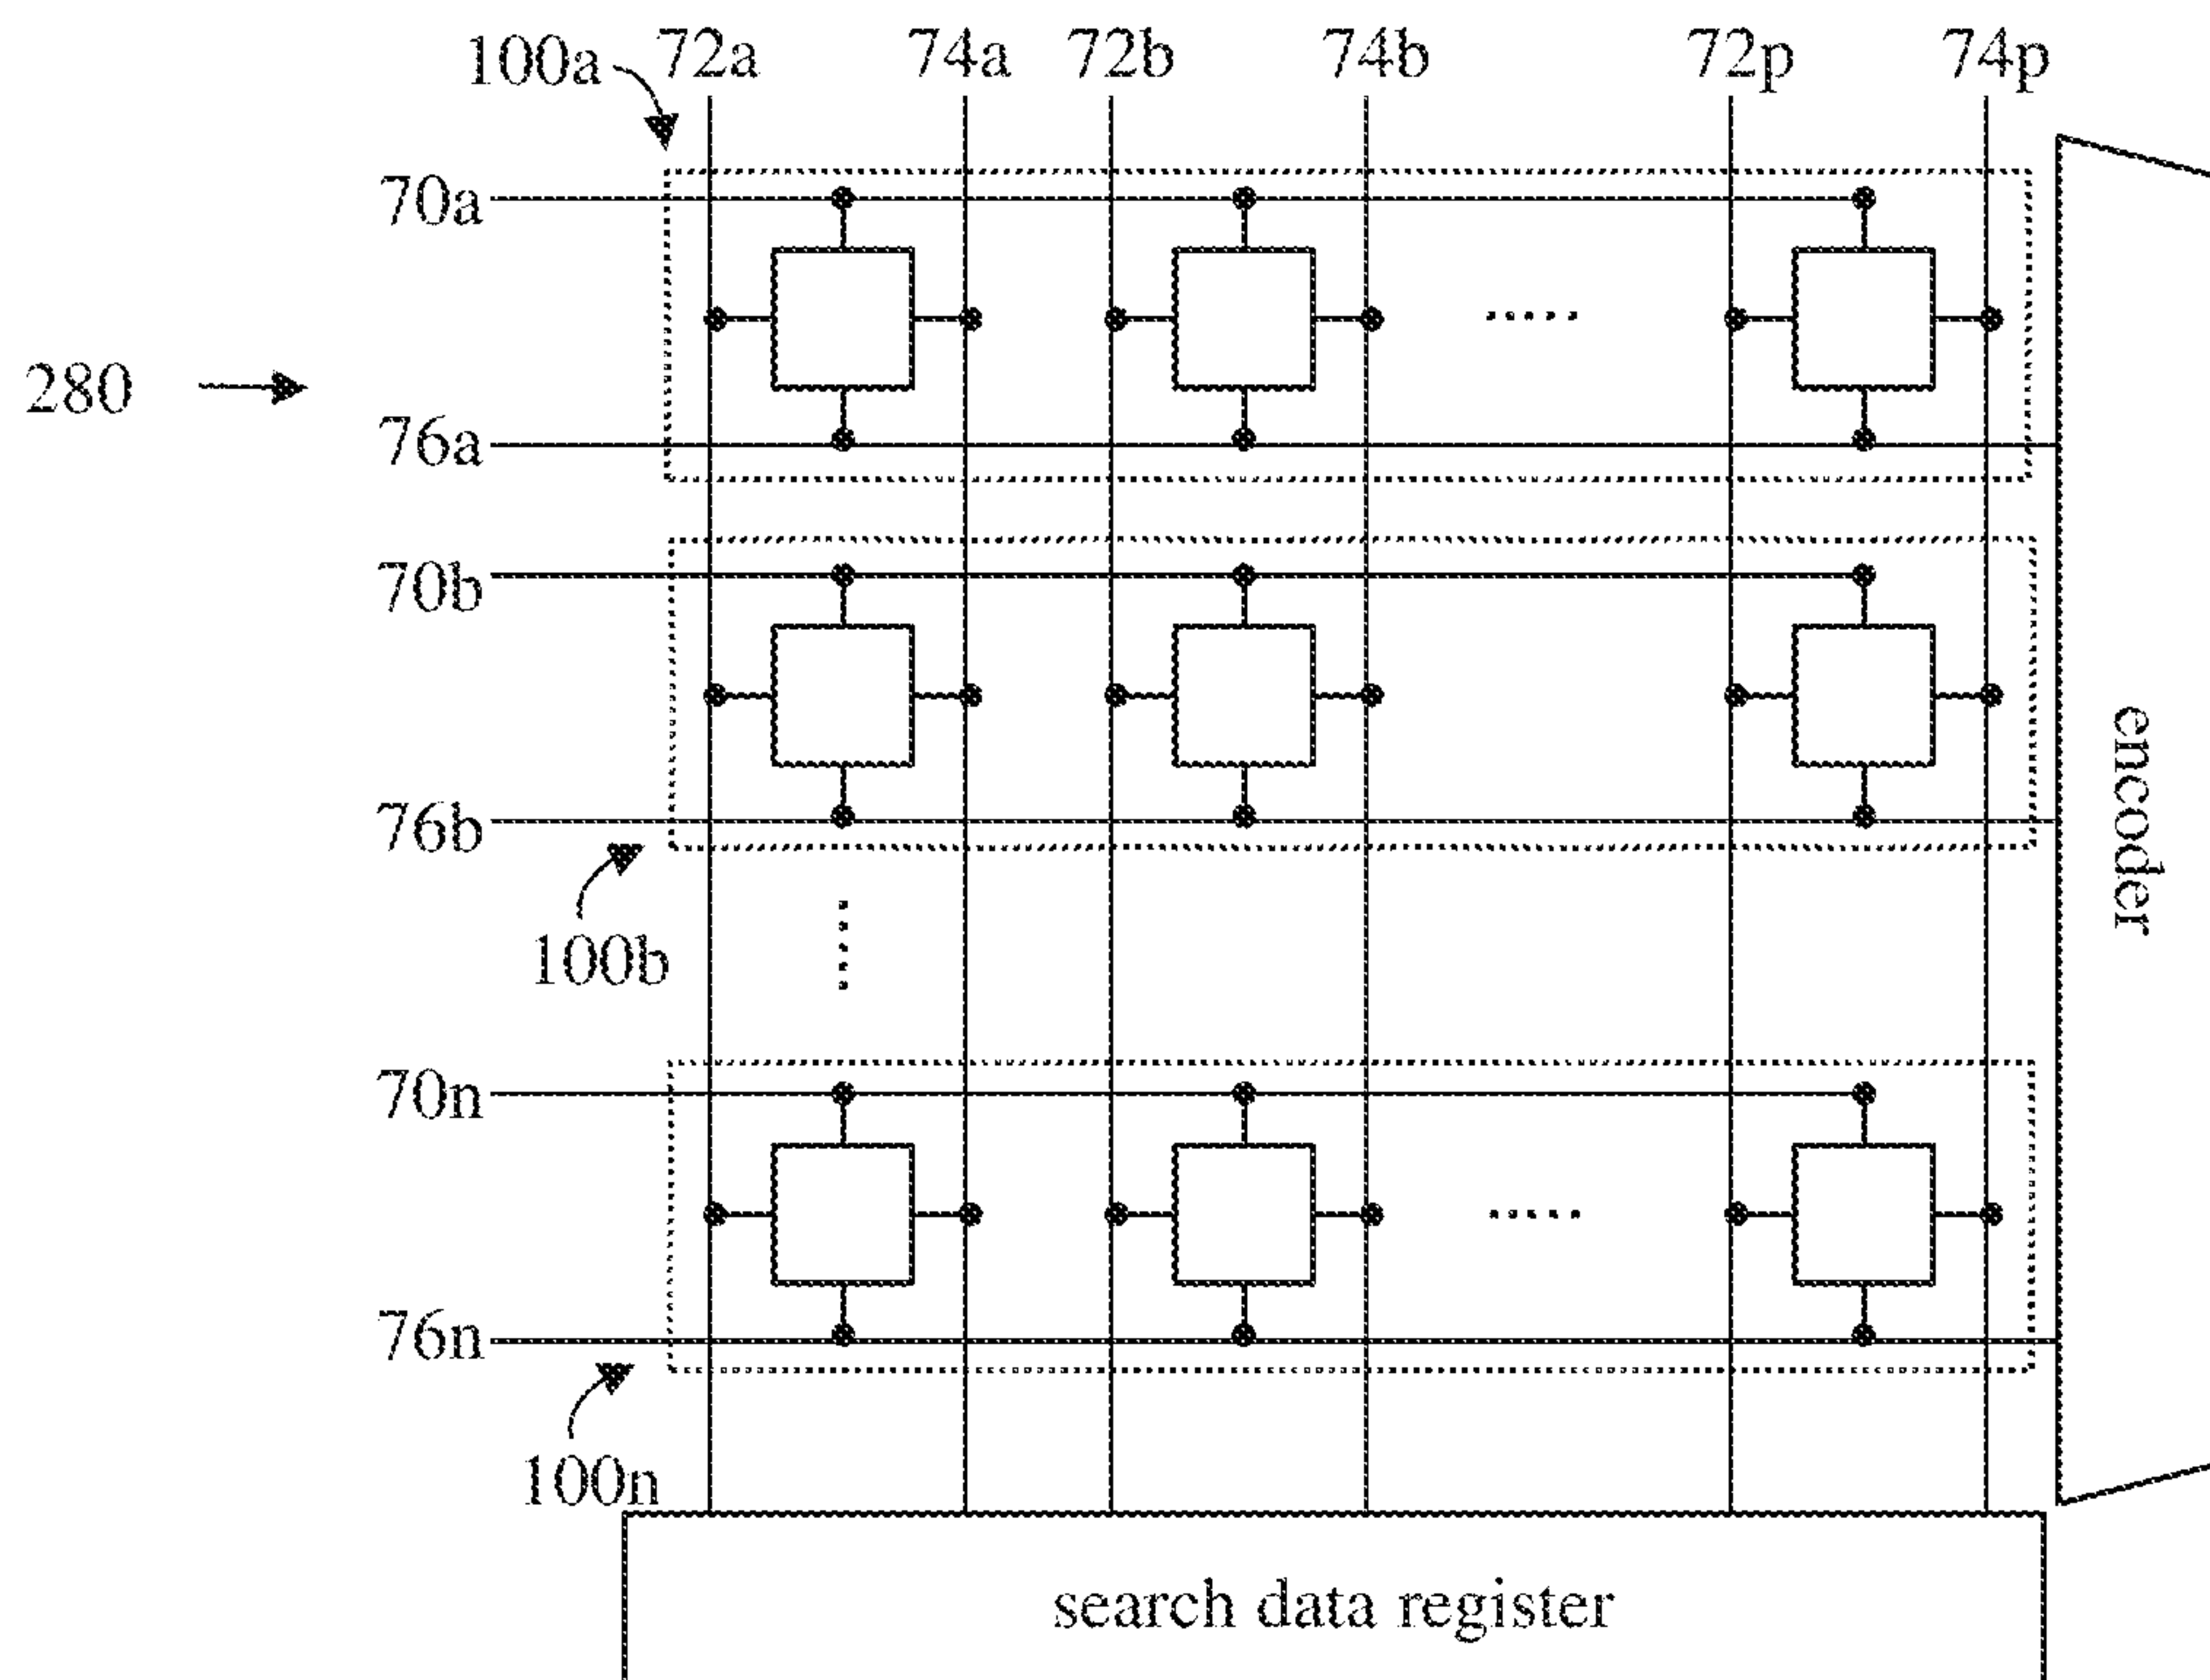 100a 72a 74a 72b 74b 72p 74p
70a
280
76a
70b
76b
100b
encoder
70n
76n
100n
search data register